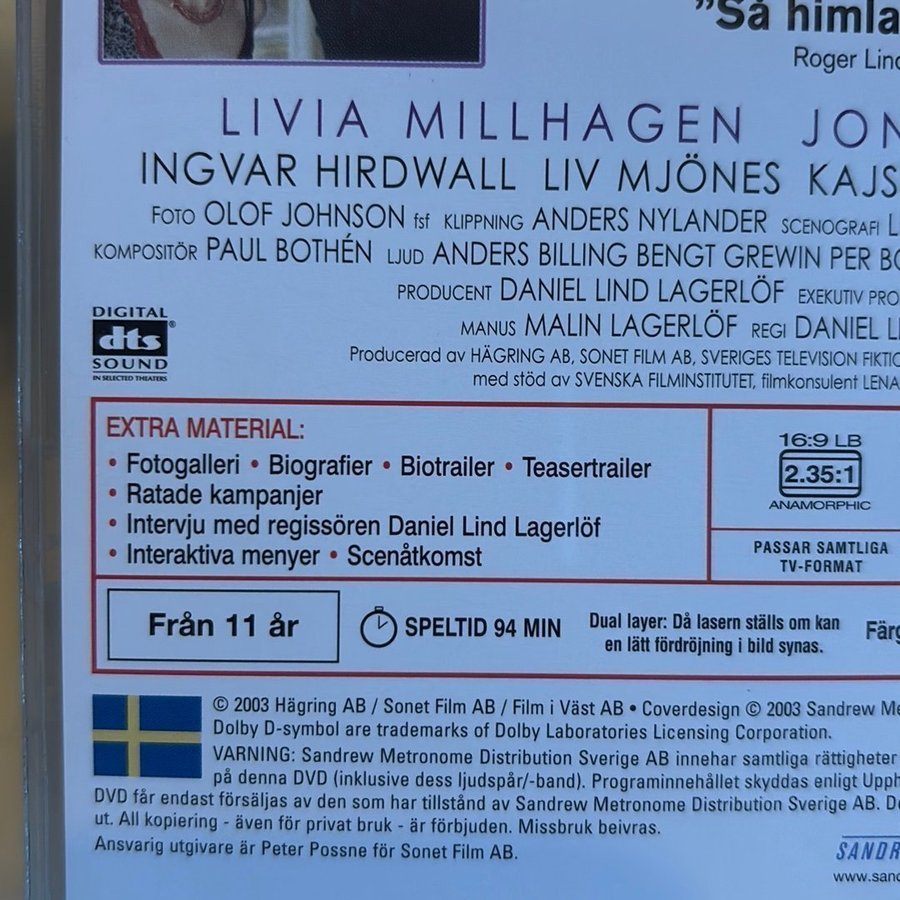 ”Så himla
Roger Lind
LIVIA MILLHAGEN JON
INGVAR HIRDWALL LIV MJÖNES KAJS
FOTO OLOF JOHNSON fsf KLIPPNING ANDERS NYLANDER SCENOGRAFI L
KOMPOSITÖR PAUL BOTHÉN LJUD ANDERS BILLING BENGT GREWIN PER BO
PRODUCENT DANIEL LIND LAGERLÖF EXEKUTIV PRO
MANUS MALIN LAGERLÖF REGI DANIEL LI
Producerad av HÄGRING AB, SONET FILM AB, SVERIGES TELEVISION FIKTIO
med stöd av SVENSKA FILMINSTITUTET, filmkonsulent LENA
DIGITAL
dts®
SOUND
IN SELECTED THEATERS
EXTRA MATERIAL:
• Fotogalleri • Biografier • Biotrailer • Teasertrailer
• Ratade kampanjer
• Intervju med regissören Daniel Lind Lagerlöf
• Interaktiva menyer • Scenåtkomst
16:9 LB
2.35:1
ANAMORPHIC
PASSAR SAMTLIGA
TV-FORMAT
Från 11 år
SPELTID 94 MIN
Dual layer: Då lasern ställs om kan
en lätt fördröjning i bild synas.
Färg
© 2003 Hägring AB / Sonet Film AB / Film i Väst AB • Coverdesign © 2003 Sandrew Me
Dolby D-symbol are trademarks of Dolby Laboratories Licensing Corporation.
VARNING: Sandrew Metronome Distribution Sverige AB innehar samtliga rättigheter
på denna DVD (inklusive dess ljudspår/-band). Programinnehållet skyddas enligt Upph
DVD får endast försäljas av den som har tillstånd av Sandrew Metronome Distribution Sverige AB. De
ut. All kopiering - även för privat bruk - är förbjuden. Missbruk beivras.
Ansvarig utgivare är Peter Possne för Sonet Film AB.
SANDR
www.sand